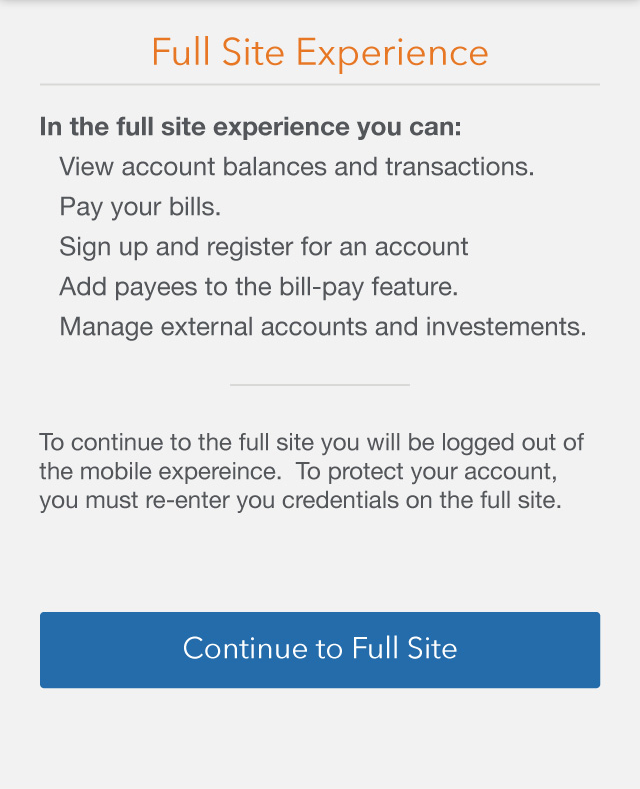 Full Site Experience
In the full site experience you can:
View account balances and transactions.
Pay your bills.
Sign up and register for an account
Add payees to the bill-pay feature.
Manage external accounts and investements.
To continue to the full site you will be logged out of
the mobile expereince.  To protect your account,
you must re-enter you credentials on the full site.
Continue to Full Site